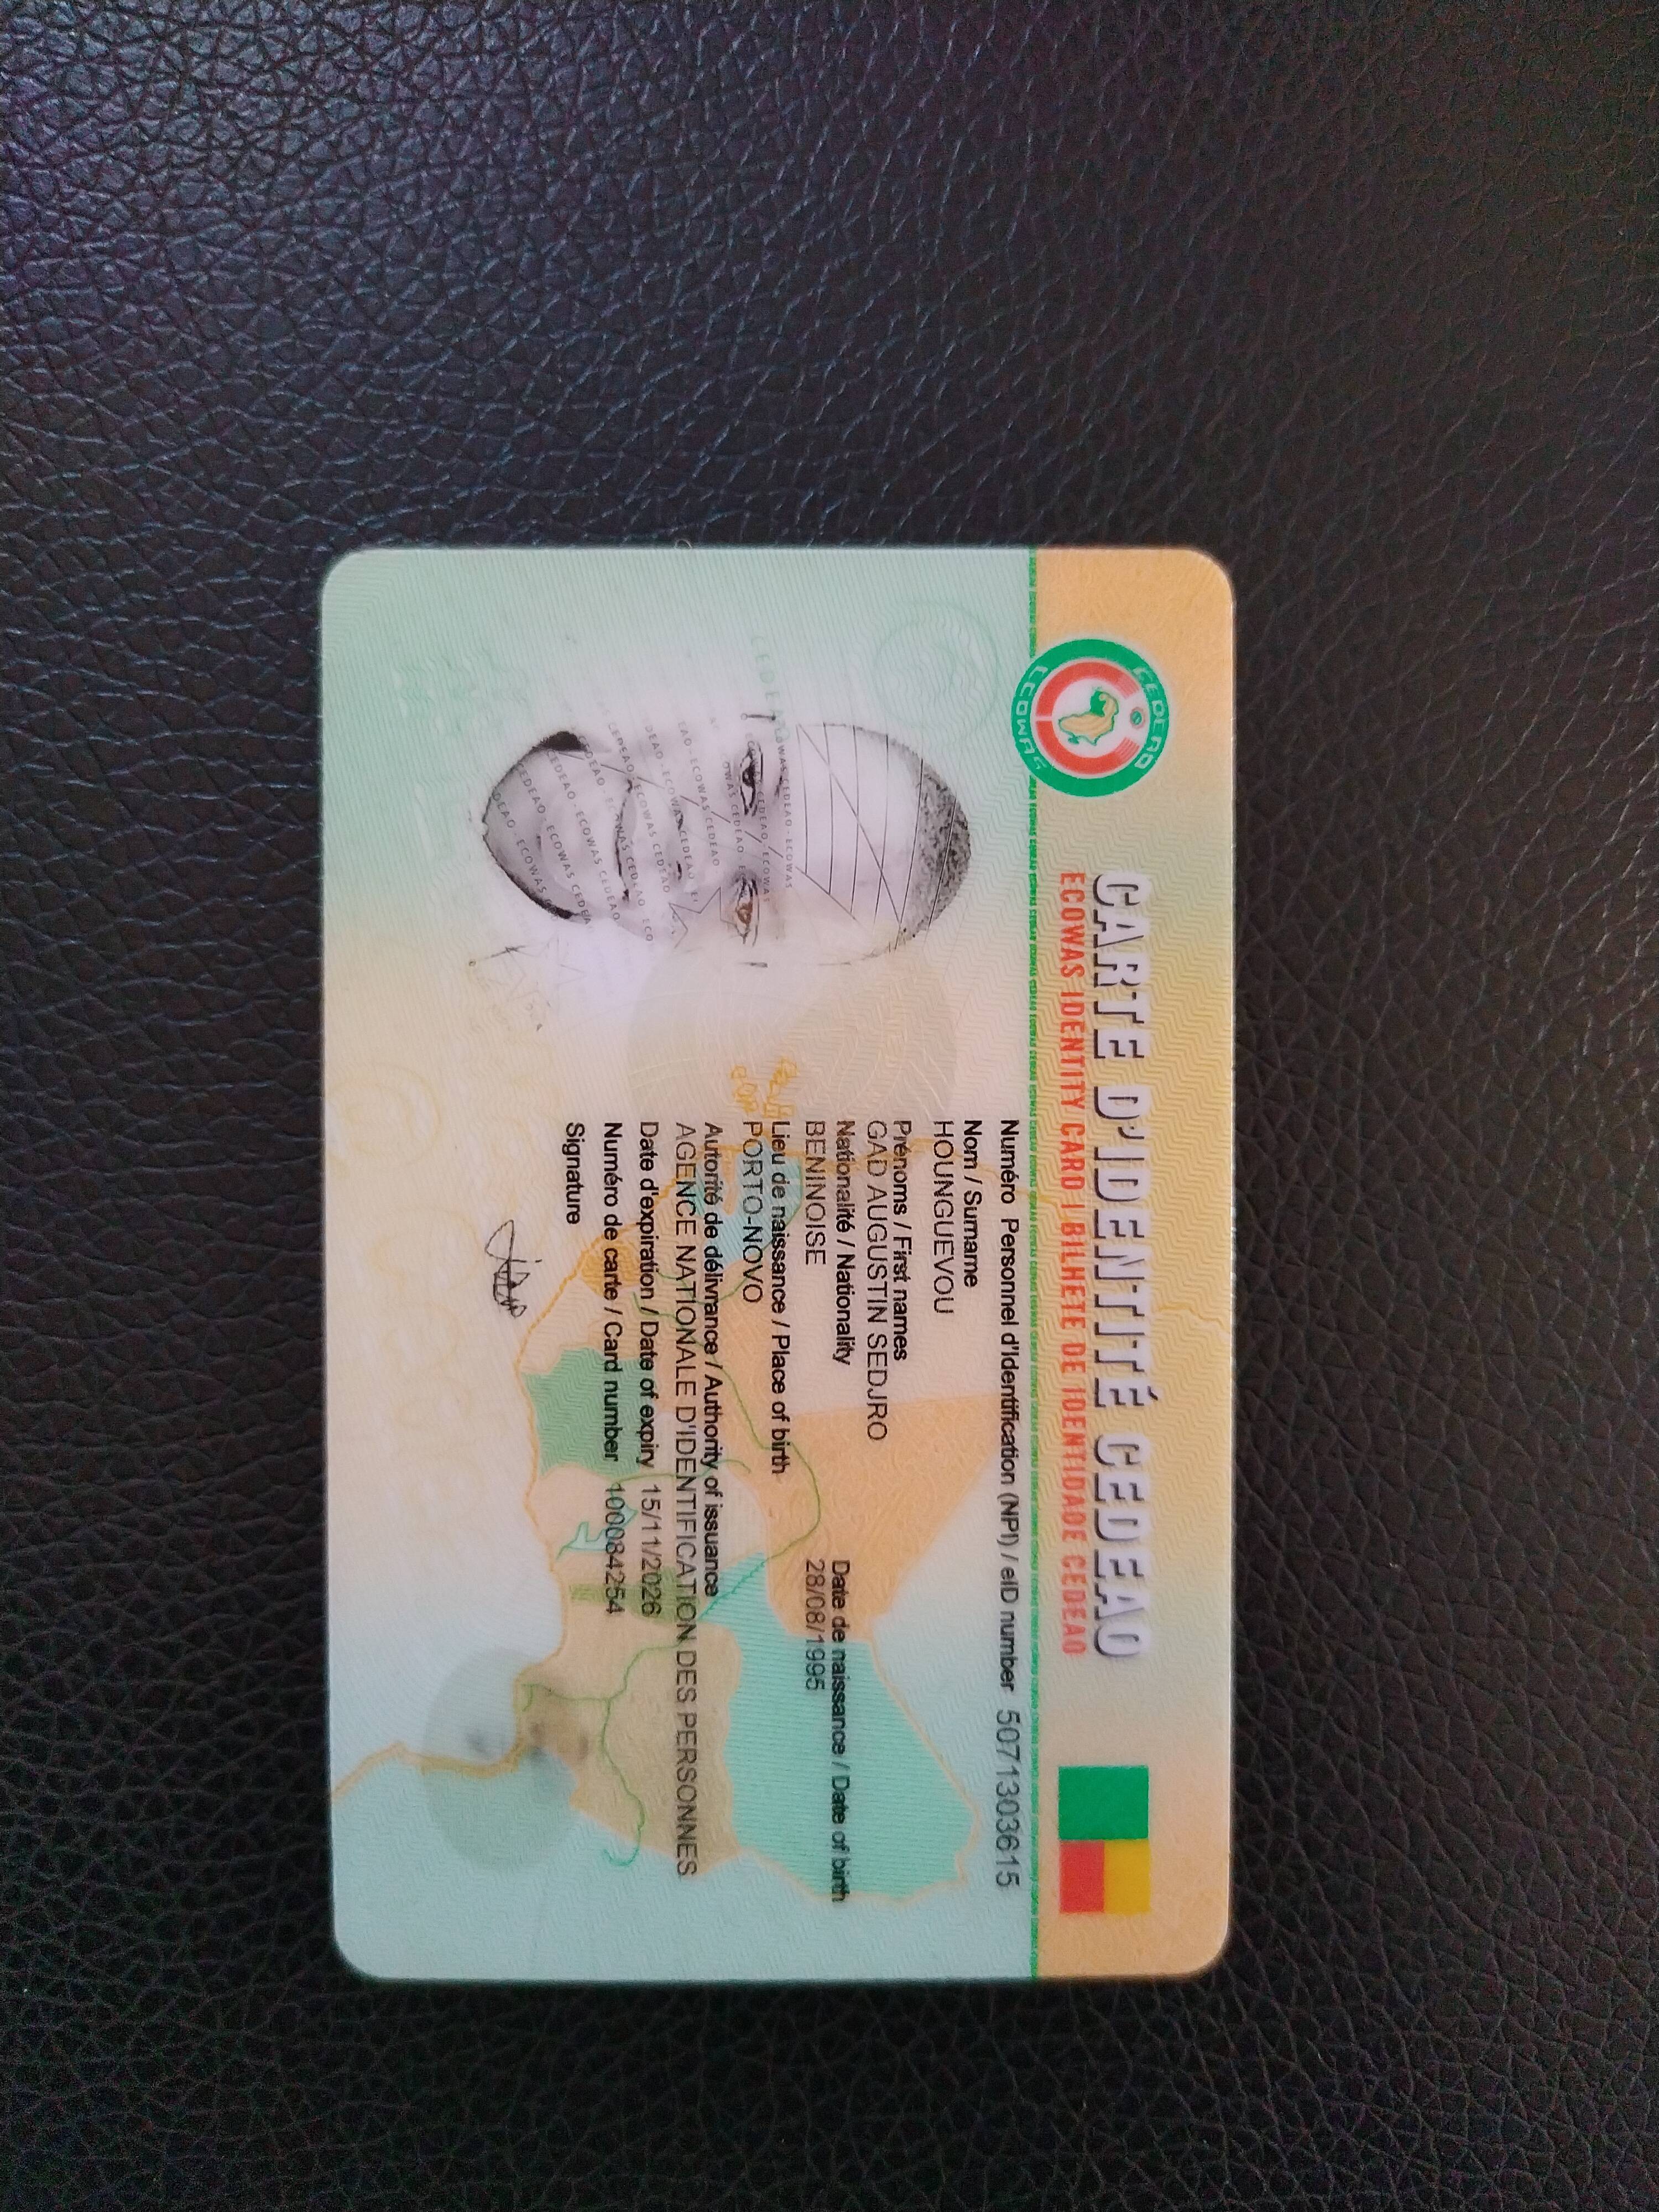 CEDEAO
ECOWAS
CARTE D'IDENTITÉ CEDEAO
ECOWAS IDENTITY CARD | BILHETE DE IDENTIDADE CEDEAO
Numéro Personnel d'Identification (NPI) / eID number 5071303615
Nom / Surname
HOUNGUEVOU
Prénoms / First names
GAD AUGUSTIN SEDJRO
Nationalité / Nationality
BENINOISE
Date de naissance / Date of birth
28/08/1995
Lieu de naissance / Place of birth
PORTO-NOVO
Autorité de délivrance / Authority of issuance
AGENCE NATIONALE D'IDENTIFICATION DES PERSONNES
Date d'expiration / Date of expiry 15/11/2026
Numéro de carte / Card number 100084254
Signature